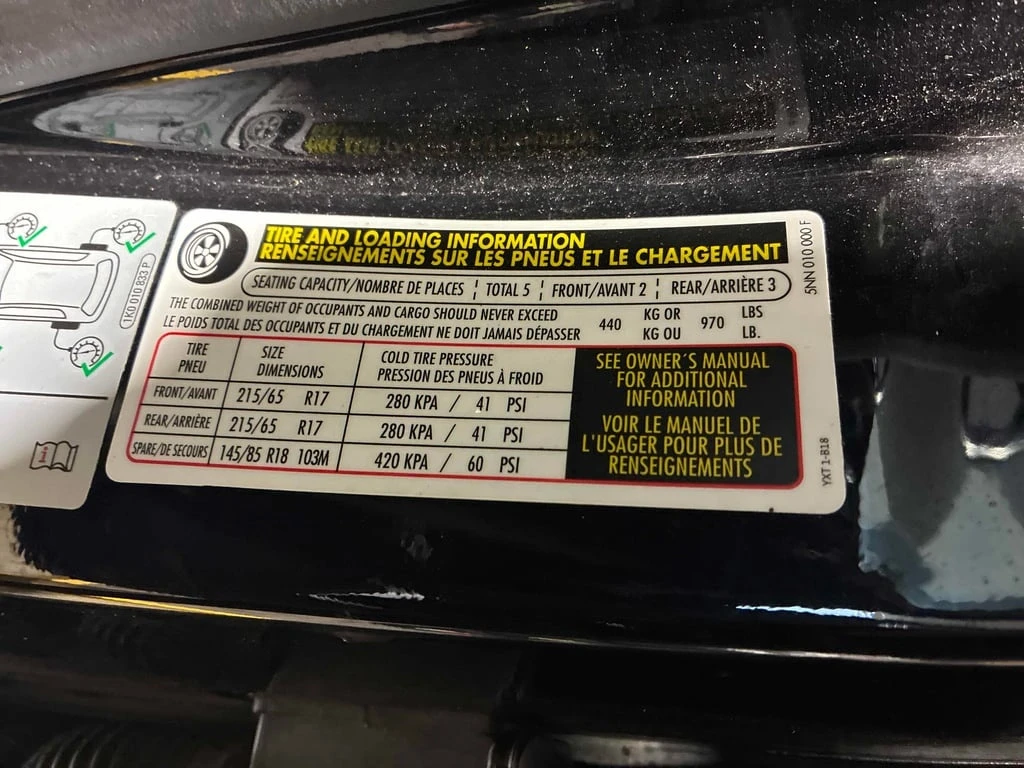 TIRE AND LOADING INFORMATION
RENSEIGNEMENTS SUR LES PNEUS ET LE CHARGEMENT
SEATING CAPACITY/NOMBRE DE PLACES ¦ TOTAL 5 ¦ FRONT/AVANT 2 ¦ REAR/ARRIÈRE 3
THE COMBINED WEIGHT OF OCCUPANTS AND CARGO SHOULD NEVER EXCEED
LE POIDS TOTAL DES OCCUPANTS ET DU CHARGEMENT NE DOIT JAMAIS DÉPASSER
440 KG OR 970 LBS
KG OU LB.
TIRE SIZE COLD TIRE PRESSURE
PNEU DIMENSIONS PRESSION DES PNEUS À FROID
FRONT/AVANT 215/65 R17 280 KPA / 41 PSI
REAR/ARRIÈRE 215/65 R17 280 KPA / 41 PSI
SPARE/DE SECOURS 145/85 R18 103M 420 KPA / 60 PSI
SEE OWNER´S MANUAL
FOR ADDITIONAL
INFORMATION
VOIR LE MANUEL DE
L'USAGER POUR PLUS DE
RENSEIGNEMENTS
5NN 010 000 F
YXT 1-B18
1K0 010 833 P